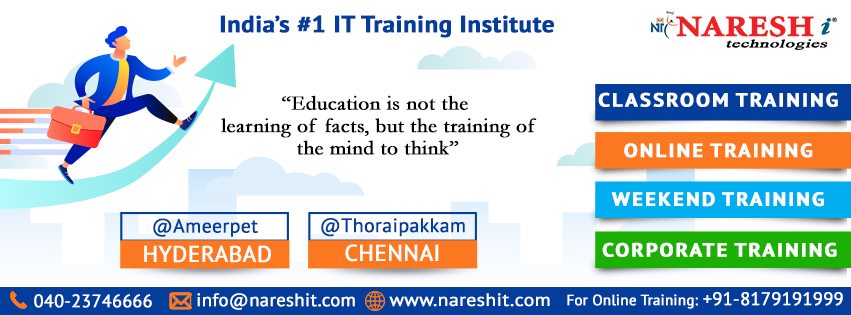 India's #1 IT Training Institute
NiT NARESH i®
technologies
“Education is not the
learning of facts, but the training of
the mind to think”
CLASSROOM TRAINING
ONLINE TRAINING
WEEKEND TRAINING
CORPORATE TRAINING
@Ameerpet
HYDERABAD
@Thoraipakkam
CHENNAI
040-23746666 info@nareshit.com www.nareshit.com For Online Training: +91-8179191999